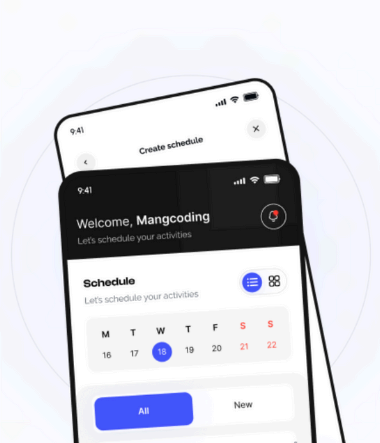 9:41
Create schedule
9:41
Welcome, Mangcoding
Let's schedule your activities
Schedule
Let's schedule your activities
M T W T F S S
16 17 18 19 20 21 22
All New